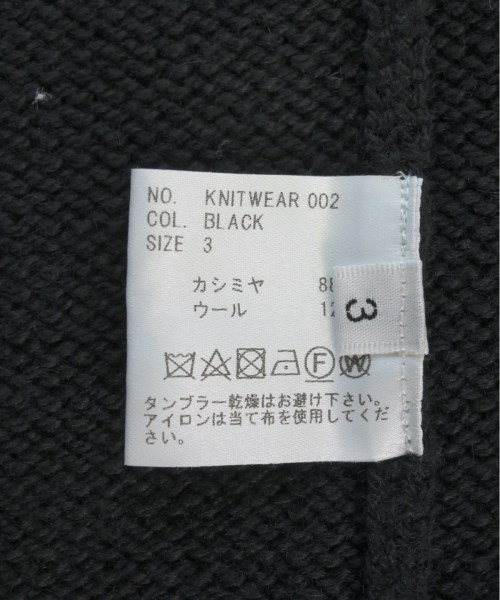 NO. KNITWEAR 002
COL. BLACK
SIZE 3
カシミヤ 88
ウール 12
3
F W
タンブラー乾燥はお避け下さい。
アイロンは当て布を使用してくだ
さい。